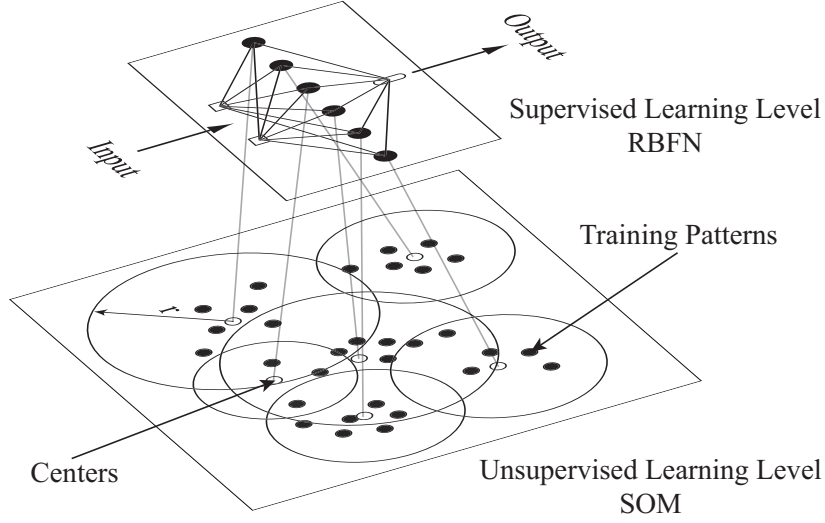 Output
Supervised Learning Level
RBFN
Input
Training Patterns
r
Centers
Unsupervised Learning Level
SOM